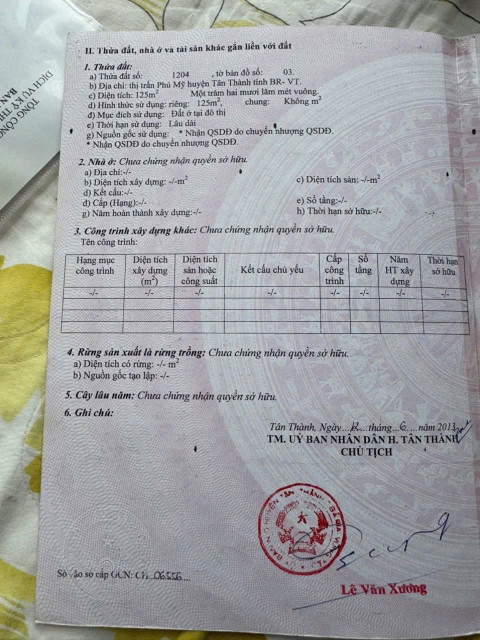 II. Thửa đất, nhà ở và tài sản khác gắn liền với đất
1. Thửa đất:
a) Thửa đất số: 1204 , tờ bản đồ số: 03.
b) Địa chỉ: thị trấn Phú Mỹ huyện Tân Thành tỉnh BR- VT.
c) Diện tích: 125m² Một trăm hai mươi lăm mét vuông.
d) Hình thức sử dụng: riêng: 125m², chung: Không m²
đ) Mục đích sử dụng: Đất ở tại đô thị
e) Thời hạn sử dụng: Lâu dài
g) Nguồn gốc sử dụng: * Nhận QSDĐ do chuyển nhượng QSDĐ.
* Nhận QSDĐ do chuyển nhượng QSDĐ.
2. Nhà ở: Chưa chứng nhận quyền sở hữu.
a) Địa chỉ:-/-
b) Diện tích xây dựng: -/-m² c) Diện tích sàn: -/-m²
d) Kết cấu:-/-
đ) Cấp (Hạng):-/- e) Số tầng:-/-
g) Năm hoàn thành xây dựng:-/- h) Thời hạn sở hữu:-/-
3. Công trình xây dựng khác: Chưa chứng nhận quyền sở hữu.
Tên công trình:
Hạng mục công trình Diện tích xây dựng (m²) Diện tích sàn hoặc công suất Kết cấu chủ yếu Cấp công trình Số tầng Năm HT xây dựng Thời hạn sở hữu
-/- -/- -/- -/- -/- -/- -/- -/-
4. Rừng sản xuất là rừng trồng: Chưa chứng nhận quyền sở hữu.
a) Diện tích có rừng: -/- m²
b) Nguồn gốc tạo lập: -/-
5. Cây lâu năm: Chưa chứng nhận quyền sở hữu.
6. Ghi chú:
Tân Thành, Ngày...12...tháng...6....năm 2013
TM. UỶ BAN NHÂN DÂN H. TÂN THÀNH
CHỦ TỊCH
Lê Văn Xương
Số vào sổ cấp GCN: CH 06556